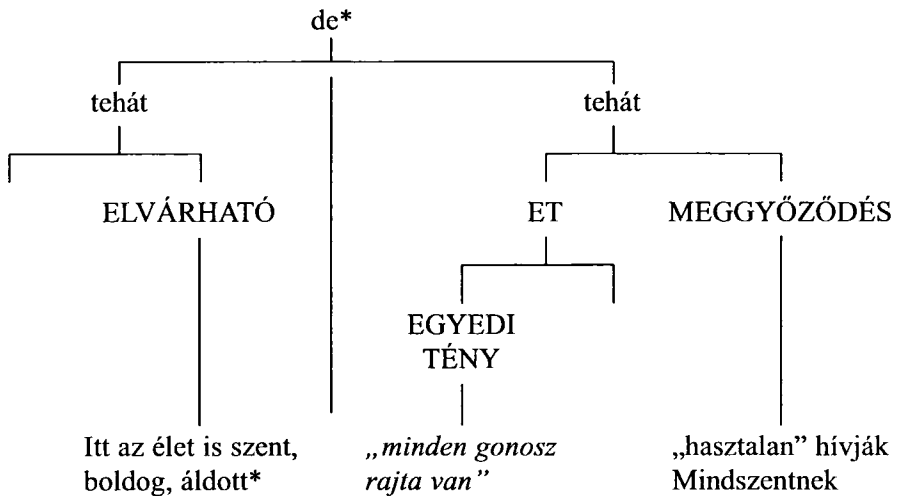 de*
tehát tehát
ELVÁRHATÓ ET MEGGYŐZŐDÉS
EGYEDI
TÉNY
Itt az élet is szent, „minden gonosz „hasztalan” hívják
boldog, áldott* rajta van” Mindszentnek